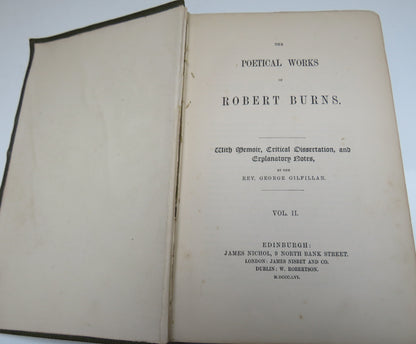 THE
POETICAL WORKS
OF
ROBERT BURNS.
With Memoir, Critical Dissertation, and
Explanatory Notes,
BY THE
REV. GEORGE GILFILLAN.
VOL. II.
EDINBURGH:
JAMES NICHOL, 9 NORTH BANK STREET.
LONDON: JAMES NISBET AND CO.
DUBLIN: W. ROBERTSON.
M.DCCC.LVI.